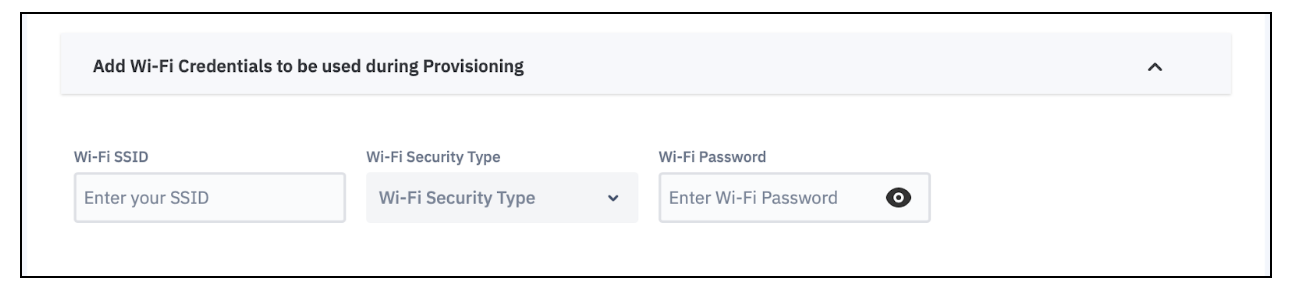 Add Wi-Fi Credentials to be used during Provisioning
Wi-Fi SSID
Wi-Fi Security Type
Wi-Fi Password
Enter your SSID
Wi-Fi Security Type
Enter Wi-Fi Password